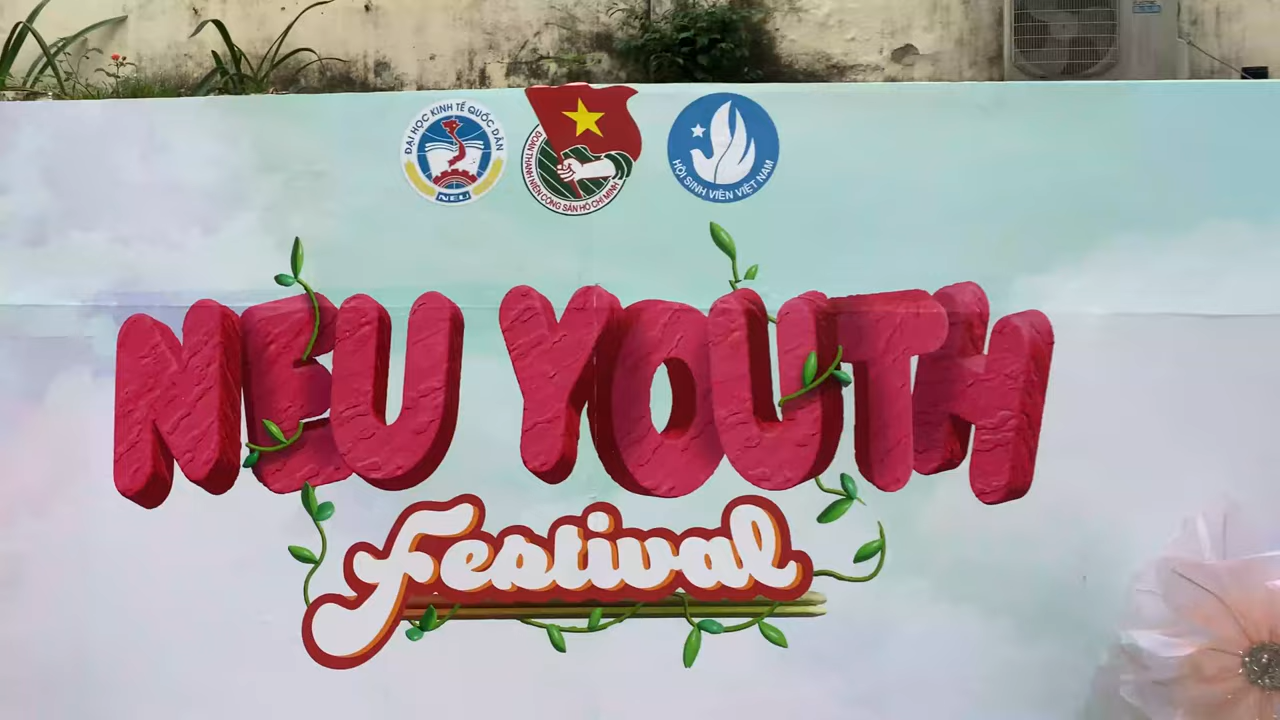 ĐẠI HỌC KINH TẾ QUỐC DÂN
NEU
ĐOÀN THANH NIÊN CỘNG SẢN HỒ CHÍ MINH
HỘI SINH VIÊN VIỆT NAM
NEU YOUTH
Festival